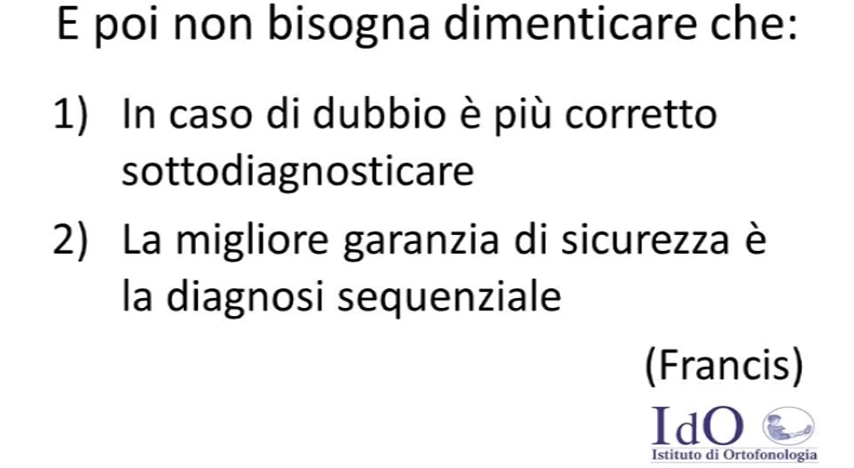 E poi non bisogna dimenticare che:
1) In caso di dubbio è più corretto
sottodiagnosticare
2) La migliore garanzia di sicurezza è
la diagnosi sequenziale
(Francis)
IdO
Istituto di Ortofonologia